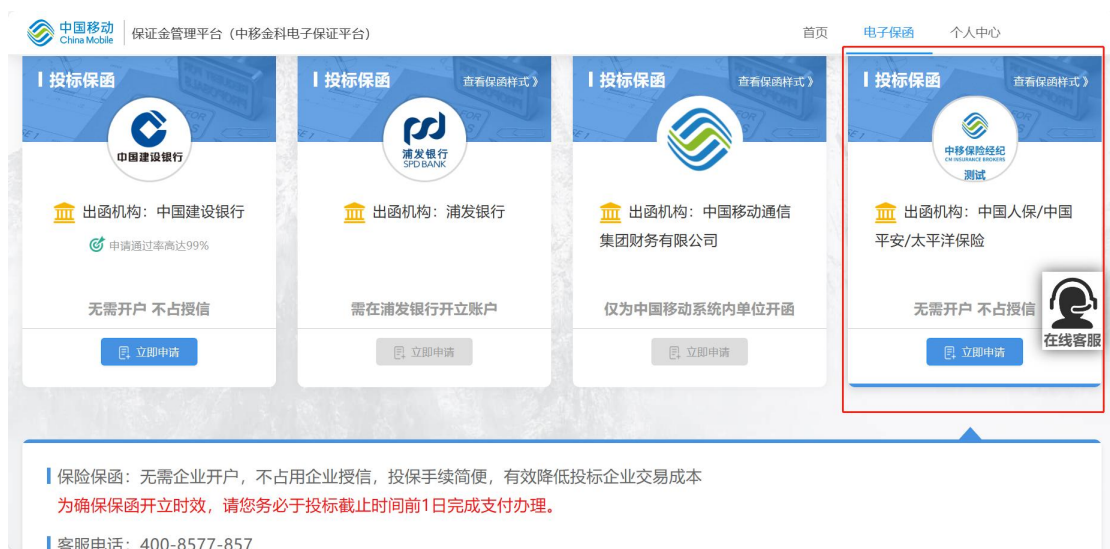 中国移动
China Mobile
保证金管理平台（中移金科电子保证平台）
首页
电子保函
个人中心
投标保函
中国建设银行
出函机构：中国建设银行
申请通过率高达99%
无需开户 不占授信
立即申请
投标保函
查看保函样式》
浦发银行
SPD BANK
出函机构：浦发银行
需在浦发银行开立账户
立即申请
投标保函
查看保函样式》
出函机构：中国移动通信
集团财务有限公司
仅为中国移动系统内单位开函
立即申请
投标保函
查看保函样式》
中移保险经纪
CM INSURANCE BROKERS
测试
出函机构：中国人保/中国
平安/太平洋保险
无需开户 不占授信
立即申请
在线客服
保险保函：无需企业开户，不占用企业授信，投保手续简便，有效降低投标企业交易成本
为确保保函开立时效，请您务必于投标截止时间前1日完成支付办理。
客服电话：400-8577-857